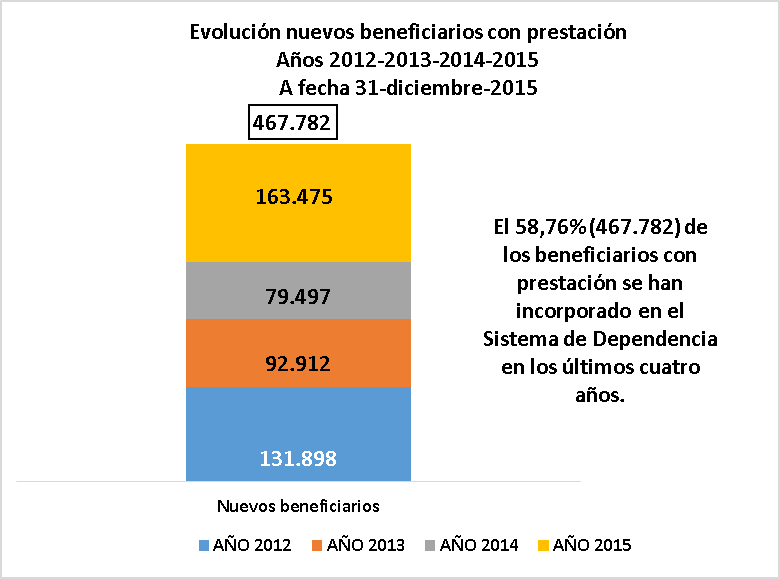 Evolución nuevos beneficiarios con prestación
Años 2012-2013-2014-2015
A fecha 31-diciembre-2015
467.782
163.475
79.497
92.912
131.898
Nuevos beneficiarios
El 58,76% (467.782) de
los beneficiarios con
prestación se han
incorporado en el
Sistema de Dependencia
en los últimos cuatro
años.
AÑO 2012 AÑO 2013 AÑO 2014 AÑO 2015